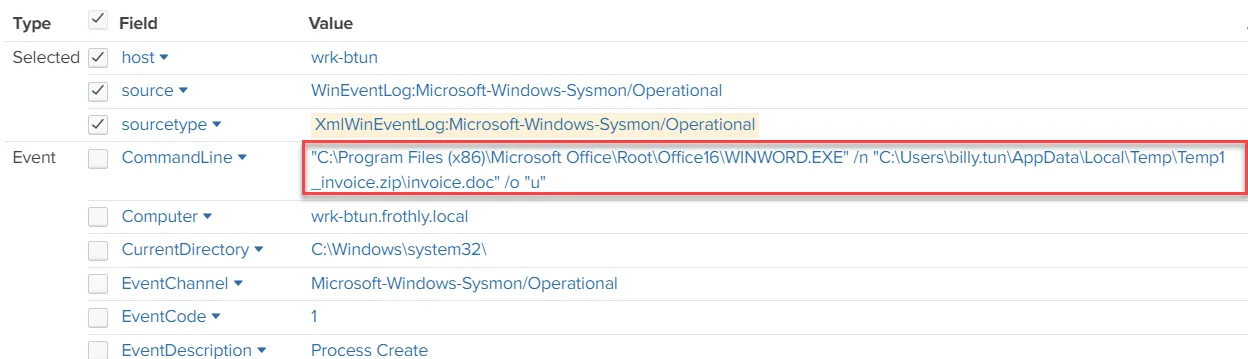 Type Field Value
Selected host wrk-btun
source WinEventLog:Microsoft-Windows-Sysmon/Operational
sourcetype XmlWinEventLog:Microsoft-Windows-Sysmon/Operational
Event CommandLine "C:\Program Files (x86)\Microsoft Office\Root\Office16\WINWORD.EXE" /n "C:\Users\billy.tun\AppData\Local\Temp\Temp1
_invoice.zip\invoice.doc" /o "u"
Computer wrk-btun.frothly.local
CurrentDirectory C:\Windows\system32\
EventChannel Microsoft-Windows-Sysmon/Operational
EventCode 1
EventDescription Process Create